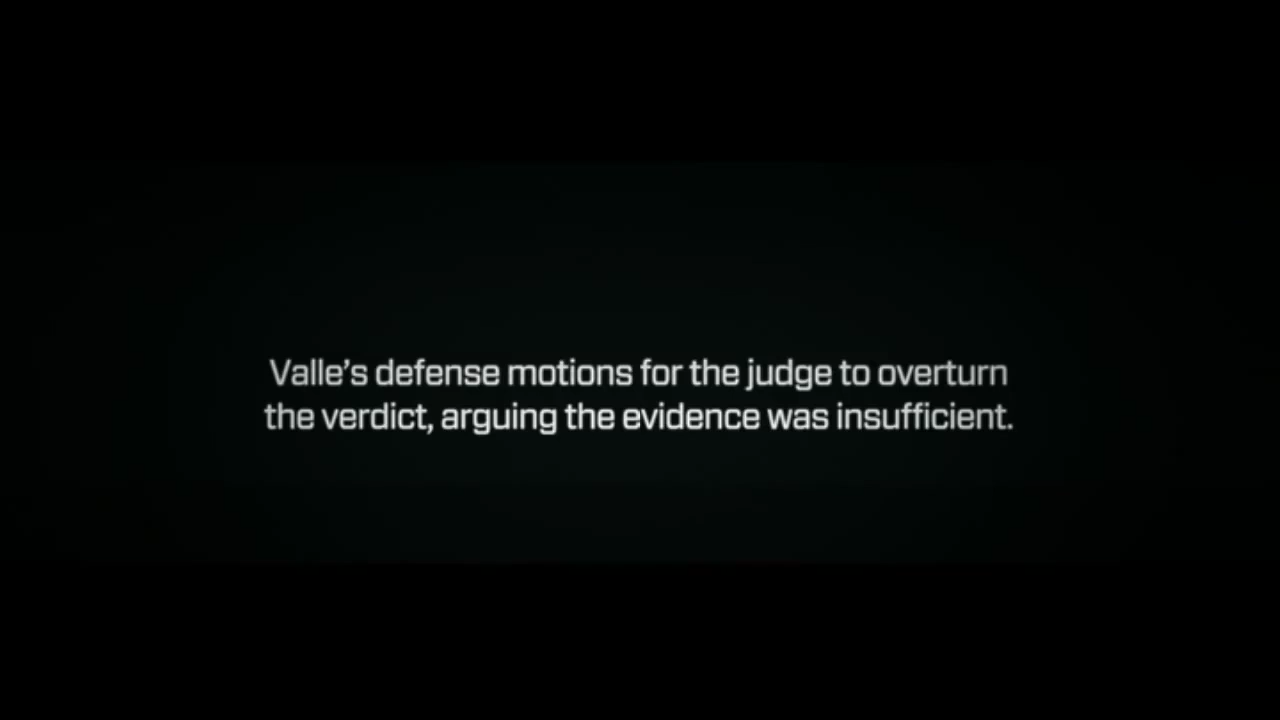 Valle’s defense motions for the judge to overturn
the verdict, arguing the evidence was insufficient.